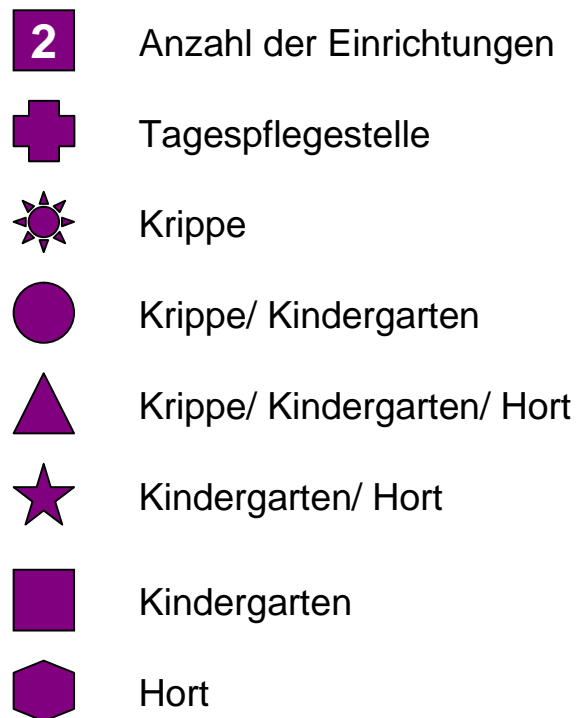 2 Anzahl der Einrichtungen
Tagespflegestelle
Krippe
Krippe/ Kindergarten
Krippe/ Kindergarten/ Hort
Kindergarten/ Hort
Kindergarten
Hort